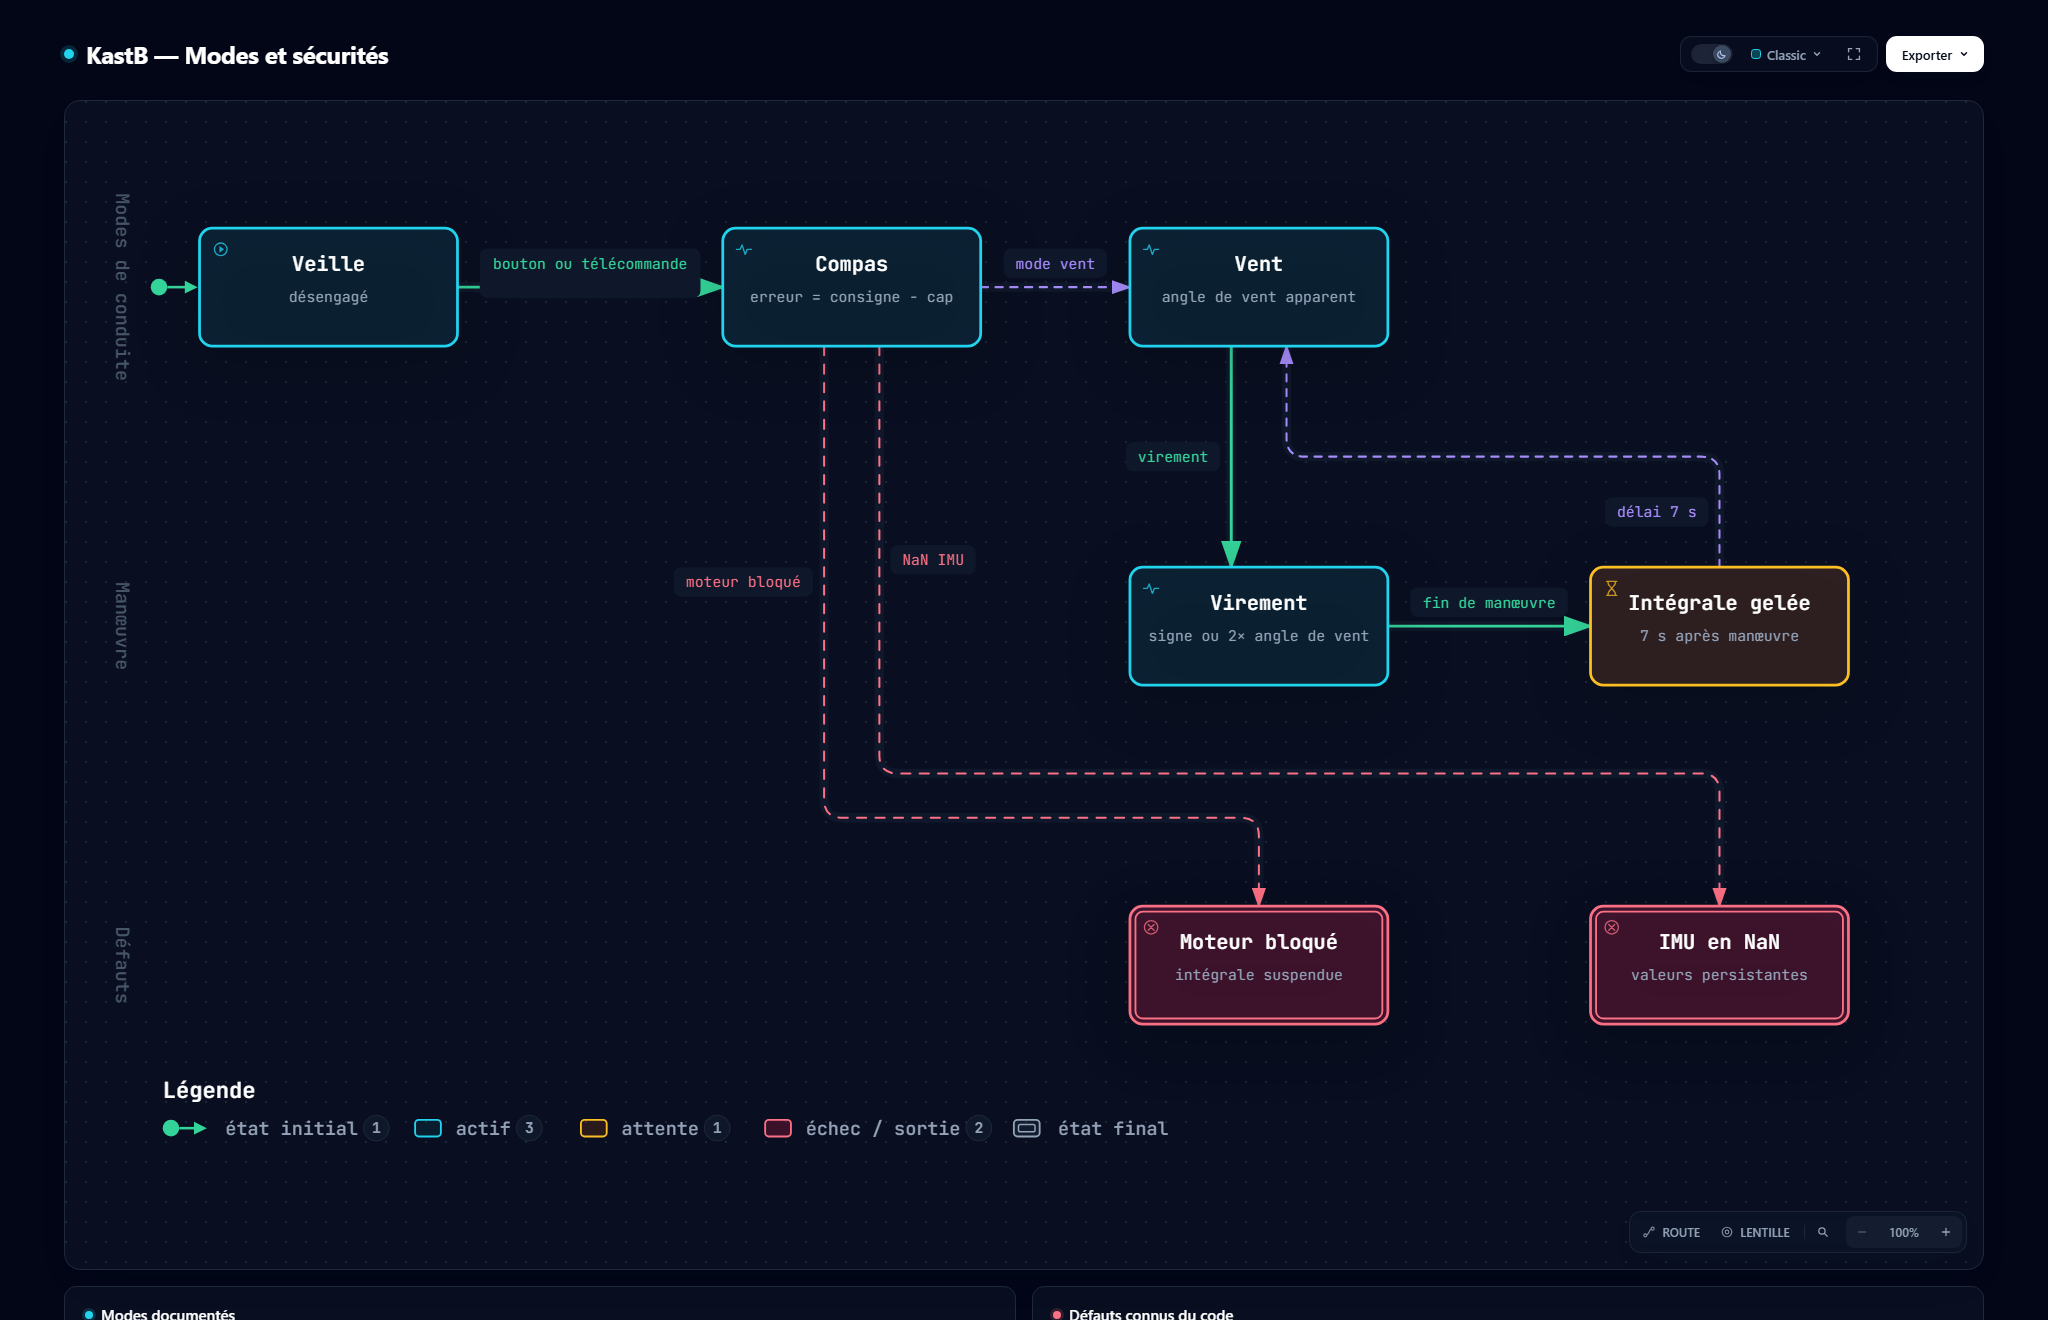 KastB — Modes et sécurités
Classic
Exporter
Modes de conduite
Veille
désengagé
bouton ou télécommande
Compas
erreur = consigne - cap
mode vent
Vent
angle de vent apparent
virement
délai 7 s
NaN IMU
moteur bloqué
Manœuvre
Virement
signe ou 2× angle de vent
fin de manœuvre
Intégrale gelée
7 s après manœuvre
Défauts
Moteur bloqué
intégrale suspendue
IMU en NaN
valeurs persistantes
Légende
état initial 1
actif 3
attente 1
échec / sortie 2
état final
ROUTE
LENTILLE
− 100% +
Modes documentés
Défauts connus du code